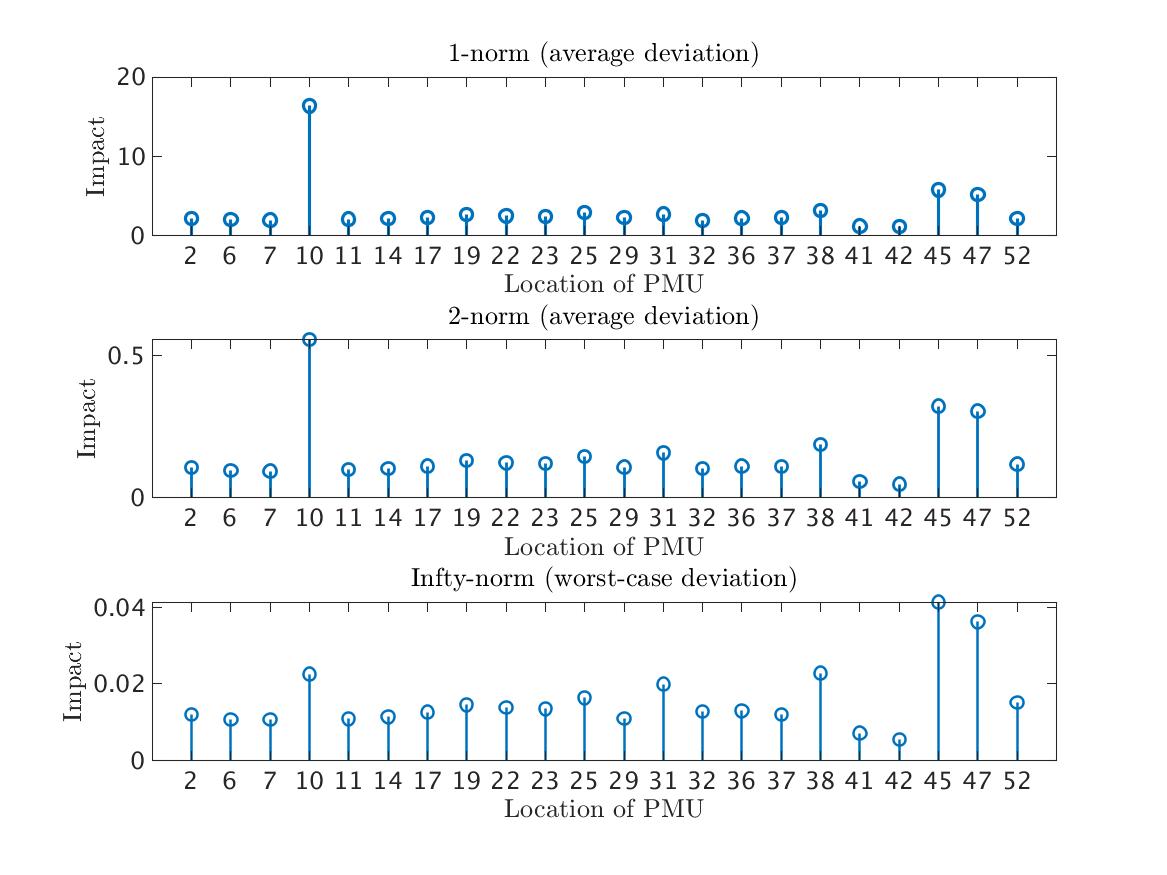 1-norm (average deviation)
20
10
0
Impact
2 6 7 10 11 14 17 19 22 23 25 29 31 32 36 37 38 41 42 45 47 52
Location of PMU
2-norm (average deviation)
0.5
0
Impact
2 6 7 10 11 14 17 19 22 23 25 29 31 32 36 37 38 41 42 45 47 52
Location of PMU
Infty-norm (worst-case deviation)
0.04
0.02
0
Impact
2 6 7 10 11 14 17 19 22 23 25 29 31 32 36 37 38 41 42 45 47 52
Location of PMU